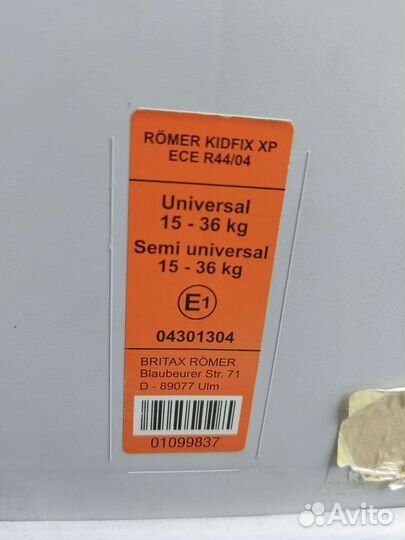 RÖMER KIDFIX XP
ECE R44/04
Universal
15 - 36 kg
Semi universal
15 - 36 kg
E1
04301304
BRITAX RÖMER
Blaubeurer Str. 71
D - 89077 Ulm
01099837
Avito